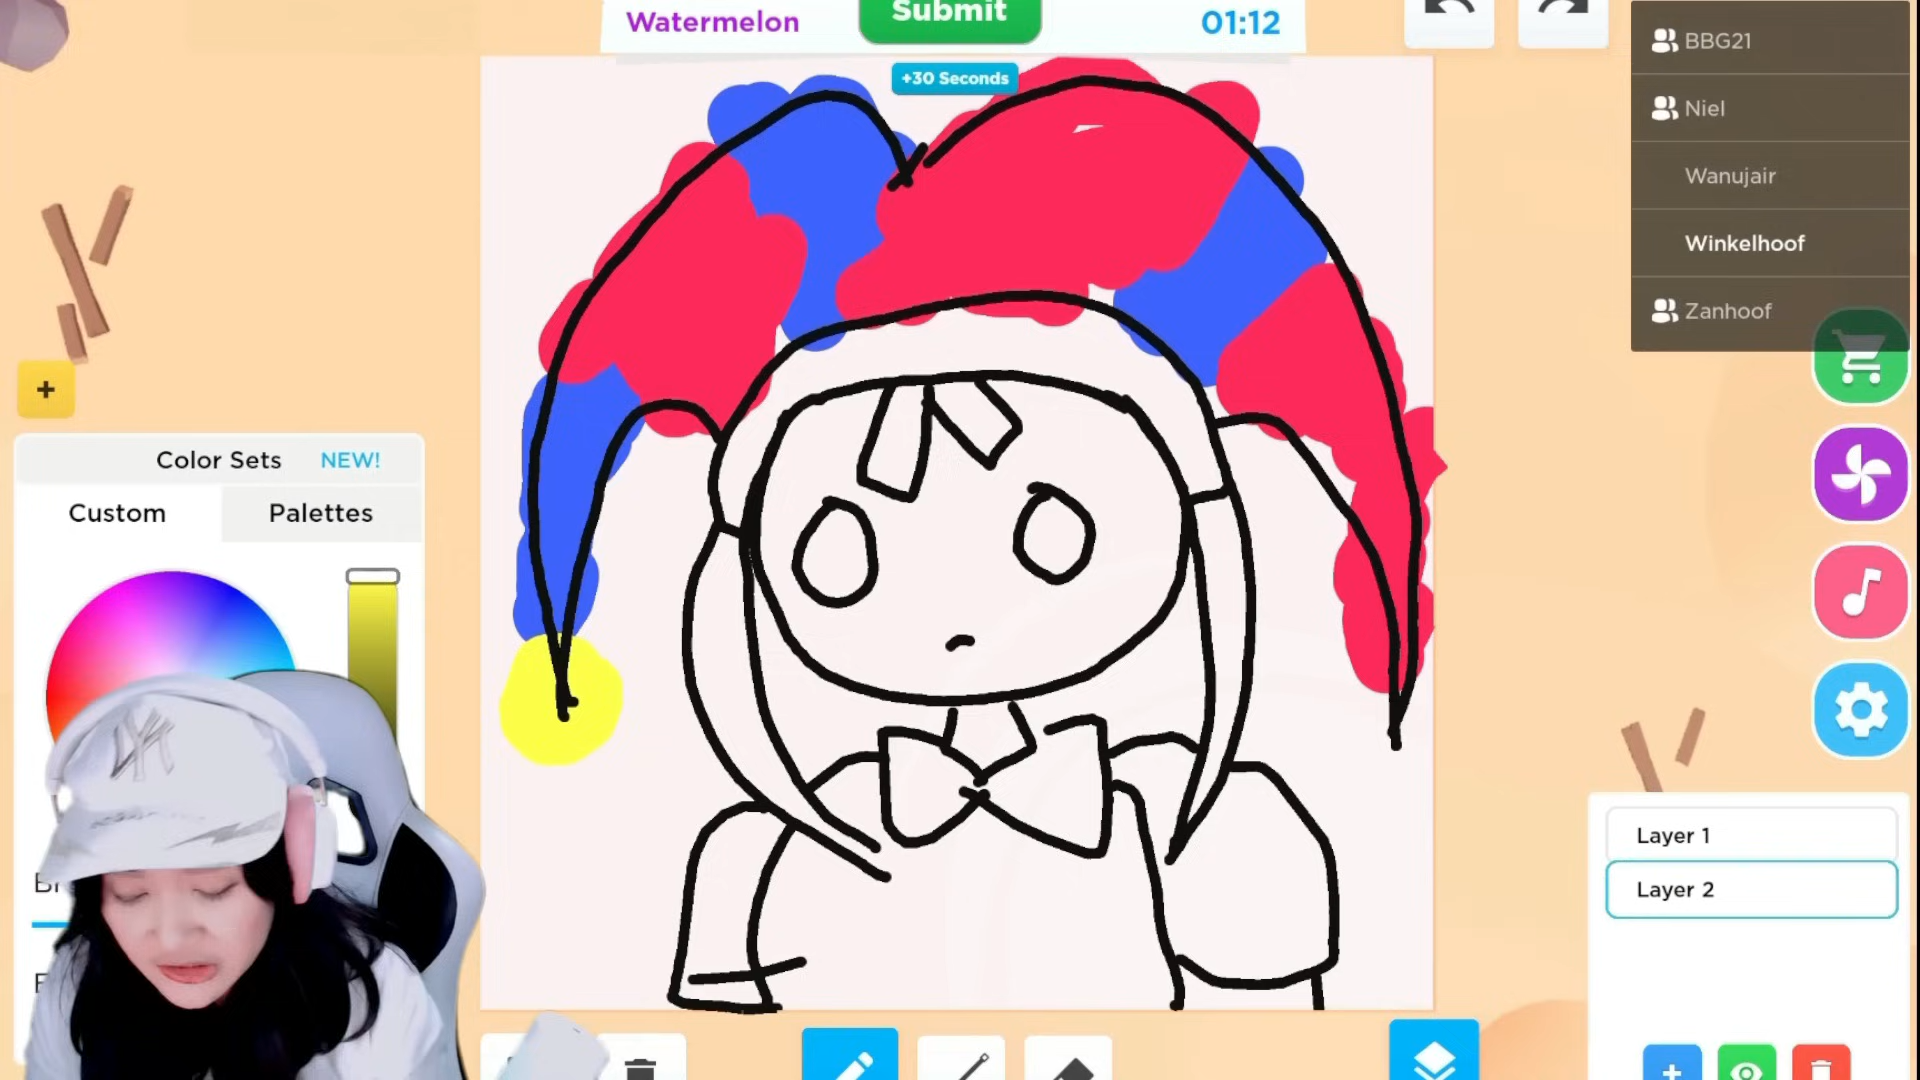 Watermelon
Submit
01:12
+30 Seconds
BBG21
Niel
Wanujair
Winkelhoof
Zanhoof
+
Color Sets
NEW!
Custom
Palettes
Layer 1
Layer 2